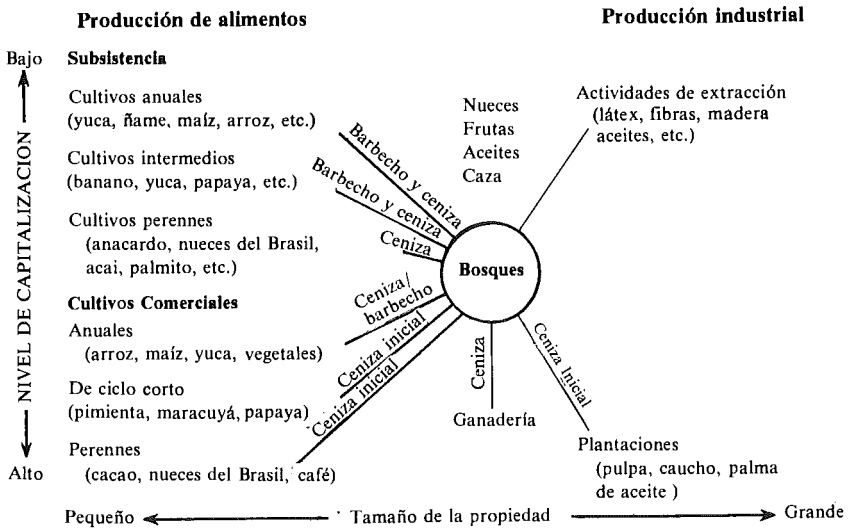 Producción de alimentos
Producción industrial
Bajo
Subsistencia
Cultivos anuales
(yuca, ñame, maíz, arroz, etc.)
Cultivos intermedios
(banano, yuca, papaya, etc.)
Cultivos perennes
(anacardo, nueces del Brasil,
acai, palmito, etc.)
Cultivos Comerciales
Anuales
(arroz, maíz, yuca, vegetales)
De ciclo corto
(pimienta, maracuyá, papaya)
Perennes
(cacao, nueces del Brasil, café)
Alto
NIVEL DE CAPITALIZACION
Barbecho y ceniza
Barbecho y ceniza
Ceniza
Ceniza/
barbecho
Ceniza inicial
Ceniza inicial
Nueces
Frutas
Aceites
Caza
Bosques
Ceniza
Ganadería
Actividades de extracción
(látex, fibras, madera
aceites, etc.)
Ceniza Inicial
Plantaciones
(pulpa, caucho, palma
de aceite )
Pequeño
Tamaño de la propiedad
Grande